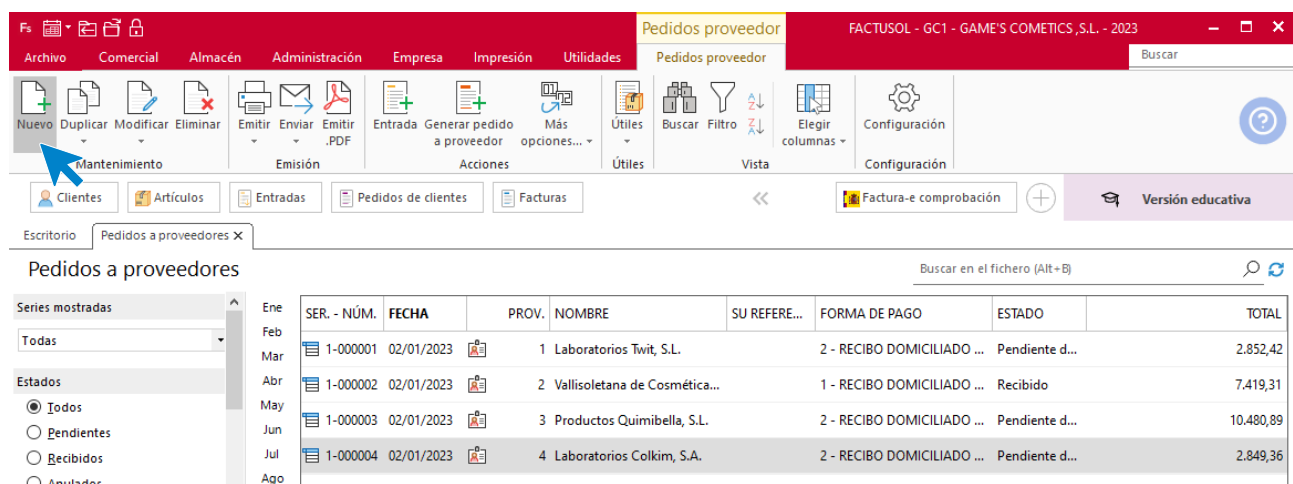 Fs
Pedidos proveedor
FACTUSOL - GC1 - GAME'S COMETICS ,S.L. - 2023
Archivo Comercial Almacén Administración Empresa Impresión Utilidades Pedidos proveedor
Buscar
Nuevo Duplicar Modificar Eliminar
Mantenimiento
Emitir Enviar Emitir .PDF
Emisión
Entrada Generar pedido a proveedor Más opciones...
Acciones
Útiles
Útiles
Buscar Filtro Elegir columnas
Vista
Configuración
Configuración
Clientes Artículos Entradas Pedidos de clientes Facturas Factura-e comprobación Versión educativa
Escritorio Pedidos a proveedores X
Pedidos a proveedores
Buscar en el fichero (Alt+B)
Series mostradas
Todas
Estados
Todos
Pendientes
Recibidos
Anulados
Ene
Feb
Mar
Abr
May
Jun
Jul
Ago
SER. - NÚM. FECHA PROV. NOMBRE SU REFERE... FORMA DE PAGO ESTADO TOTAL
1-000001 02/01/2023 1 Laboratorios Twit, S.L. 2 - RECIBO DOMICILIADO ... Pendiente d... 2.852,42
1-000002 02/01/2023 2 Vallisoletana de Cosmética... 1 - RECIBO DOMICILIADO ... Recibido 7.419,31
1-000003 02/01/2023 3 Productos Quimibella, S.L. 2 - RECIBO DOMICILIADO ... Pendiente d... 10.480,89
1-000004 02/01/2023 4 Laboratorios Colkim, S.A. 2 - RECIBO DOMICILIADO ... Pendiente d... 2.849,36